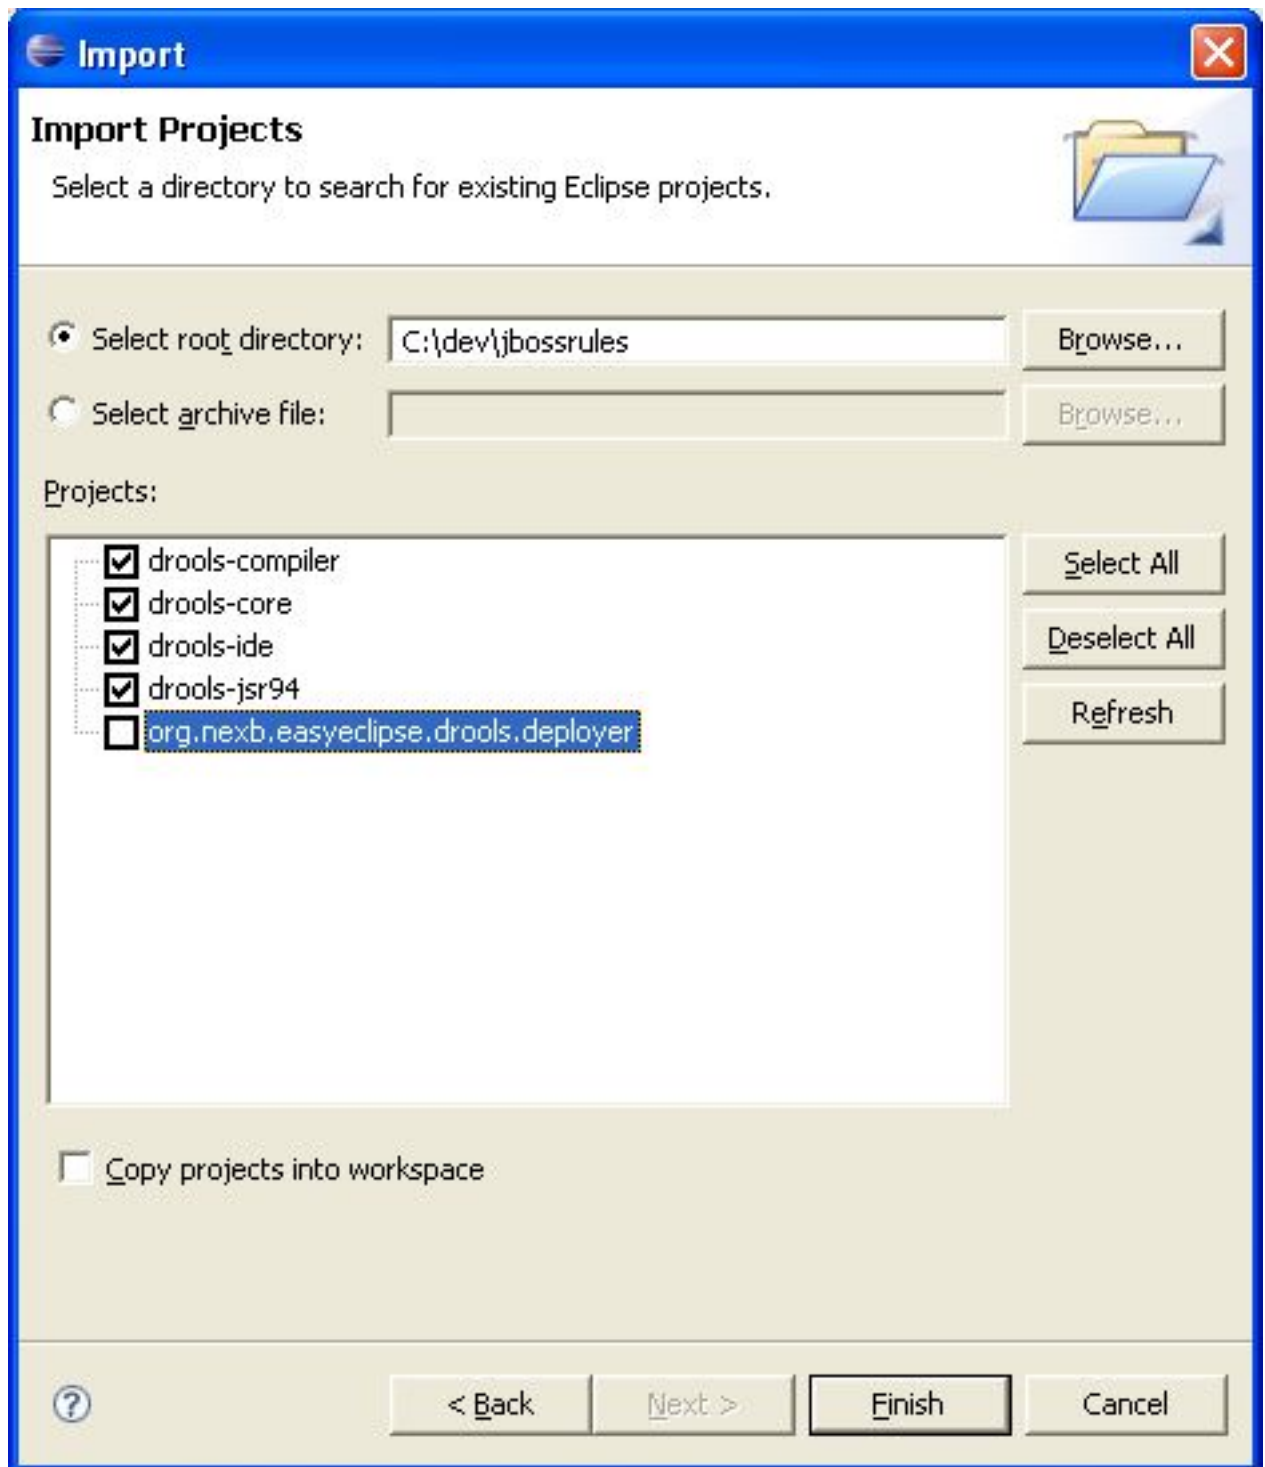 Import
Import Projects
Select a directory to search for existing Eclipse projects.
Select root directory: C:\dev\jbossrules Browse...
Select archive file: Browse...
Projects:
drools-compiler Select All
drools-core
drools-ide Deselect All
drools-jsr94
org.nexb.easyeclipse.drools.deployer Refresh
Copy projects into workspace
? < Back Next > Finish Cancel